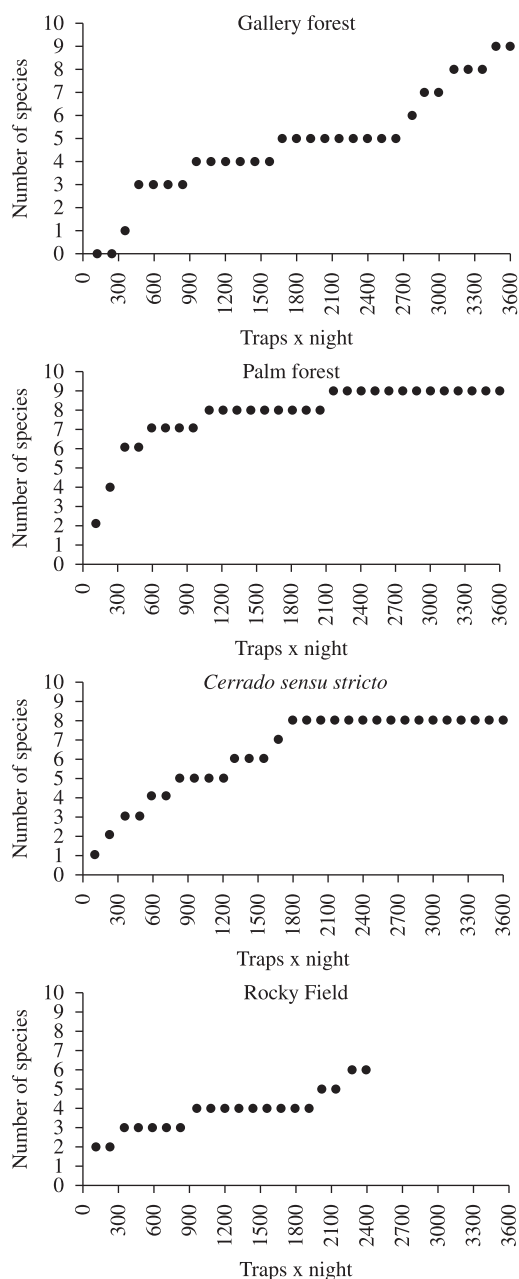 Gallery forest
Number of species
10
9
8
7
6
5
4
3
2
1
0
0 300 600 900 1200 1500 1800 2100 2400 2700 3000 3300 3600
Traps x night
Palm forest
Number of species
10
9
8
7
6
5
4
3
2
1
0
0 300 600 900 1200 1500 1800 2100 2400 2700 3000 3300 3600
Traps x night
Cerrado sensu stricto
Number of species
10
9
8
7
6
5
4
3
2
1
0
0 300 600 900 1200 1500 1800 2100 2400 2700 3000 3300 3600
Traps x night
Rocky Field
Number of species
10
9
8
7
6
5
4
3
2
1
0
0 300 600 900 1200 1500 1800 2100 2400 2700 3000 3300 3600
Traps x night